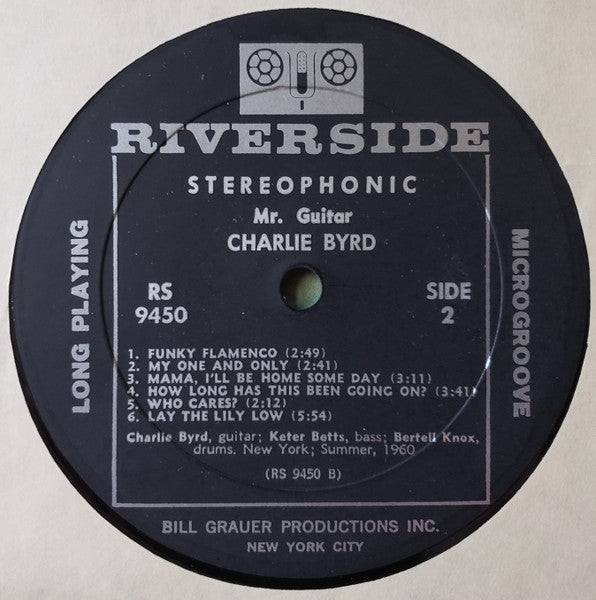 RIVERSIDE
STEREOPHONIC
Mr. Guitar
CHARLIE BYRD
LONG PLAYING
MICROGROOVE
RS
9450
SIDE
2
1. FUNKY FLAMENCO (2:49)
2. MY ONE AND ONLY (2:41)
3. MAMA, I'LL BE HOME SOME DAY (3:11)
4. HOW LONG HAS THIS BEEN GOING ON? (3:41)
5. WHO CARES? (2:12)
6. LAY THE LILY LOW (5:54)
Charlie Byrd, guitar; Keter Betts, bass; Bertell Knox,
drums. New York; Summer, 1960
(RS 9450 B)
BILL GRAUER PRODUCTIONS INC.
NEW YORK CITY